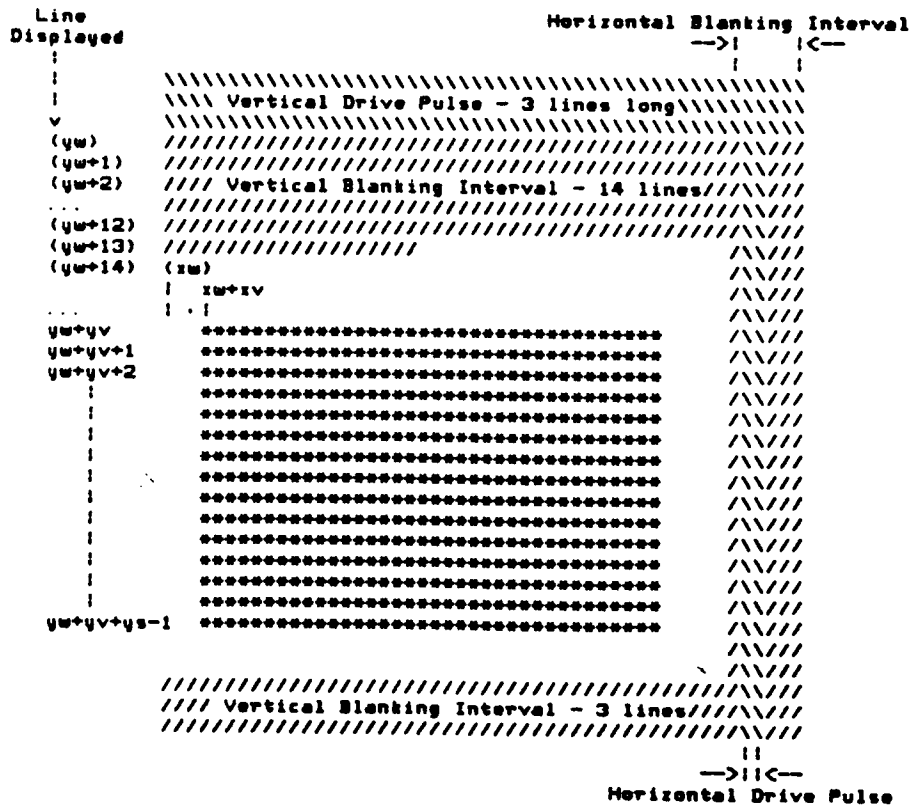 Line Horizontal Blanking Interval
Displayed -->| |<--
| | |
|
| \\\\\\\\\\\\\\\\\\\\\\\\\\\\\\\\\\\\\\\\\\\\\\\\\\\
| \\\\ Vertical Drive Pulse - 3 lines long\\\\\\\\\\
v \\\\\\\\\\\\\\\\\\\\\\\\\\\\\\\\\\\\\\\\\\\\\\\\\\\
(yw) /////////////////////////////////////////////\\///
(yw+1) /////////////////////////////////////////////\\///
(yw+2) //// Vertical Blanking Interval - 14 lines///\\///
... /////////////////////////////////////////////\\///
(yw+12) /////////////////////////////////////////////\\///
(yw+13) //////////////////// /\\///
(yw+14) (xw) /\\///
| xw+xv /\\///
... | . | /\\///
yw+yv ************************************ /\\///
yw+yv+1 ************************************ /\\///
yw+yv+2 ************************************ /\\///
| ************************************ /\\///
| ************************************ /\\///
| ************************************ /\\///
| ************************************ /\\///
| ************************************ /\\///
| ************************************ /\\///
| ************************************ /\\///
| ************************************ /\\///
| ************************************ /\\///
| ************************************ /\\///
| ************************************ /\\///
yw+yv+ys-1 ************************************ /\\///
/\\///
/\\///
/////////////////////////////////////////////\\///
//// Vertical Blanking Interval - 3 lines////\\///
/////////////////////////////////////////////\\///
||
-->||<--
Horizontal Drive Pulse